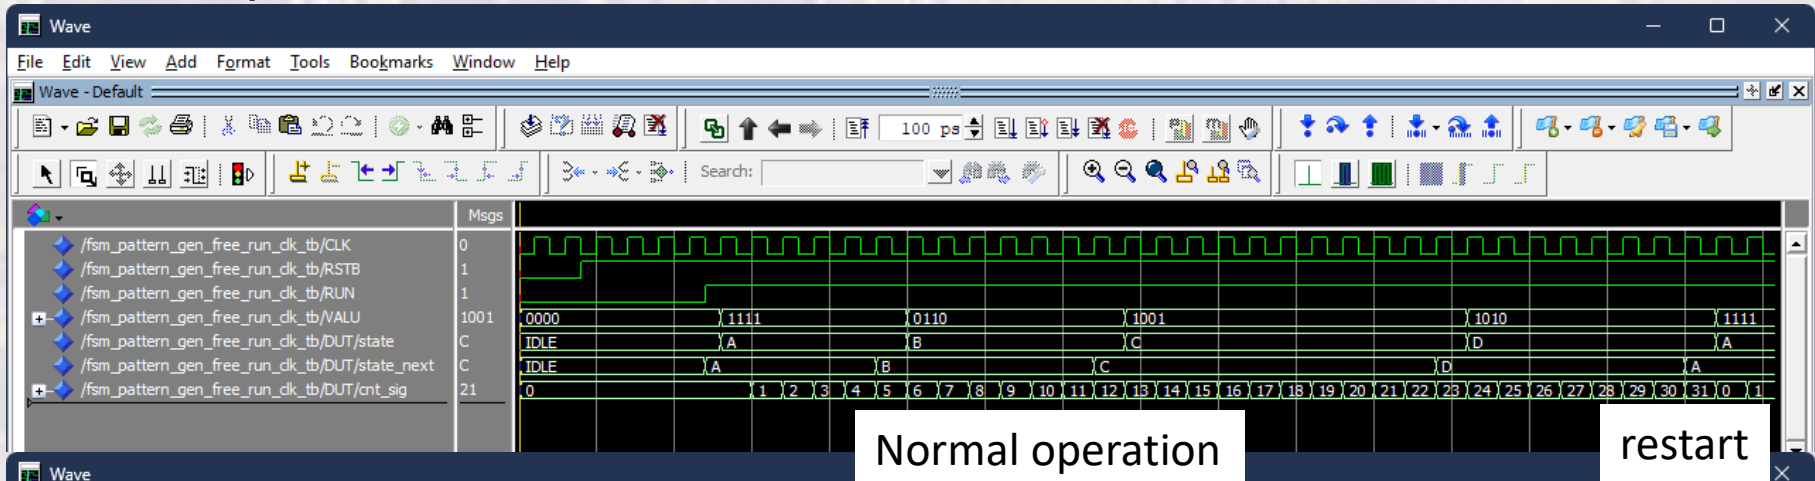 Wave
File Edit View Add Format Tools Bookmarks Window Help
Wave - Default
100 ps
Search:
Msgs
/fsm_pattern_gen_free_run_clk_tb/CLK 0
/fsm_pattern_gen_free_run_clk_tb/RSTB 1
/fsm_pattern_gen_free_run_clk_tb/RUN 1
/fsm_pattern_gen_free_run_clk_tb/VALU 1001 0000 1111 0110 1001 1010 1111
/fsm_pattern_gen_free_run_clk_tb/DUT/state C IDLE A B C D A
/fsm_pattern_gen_free_run_clk_tb/DUT/state_next C IDLE A B C D A
/fsm_pattern_gen_free_run_clk_tb/DUT/cnt_sig 21 0 1 2 3 4 5 6 7 8 9 10 11 12 13 14 15 16 17 18 19 20 21 22 23 24 25 26 27 28 29 30 31 0 1
Normal operation
restart
Wave